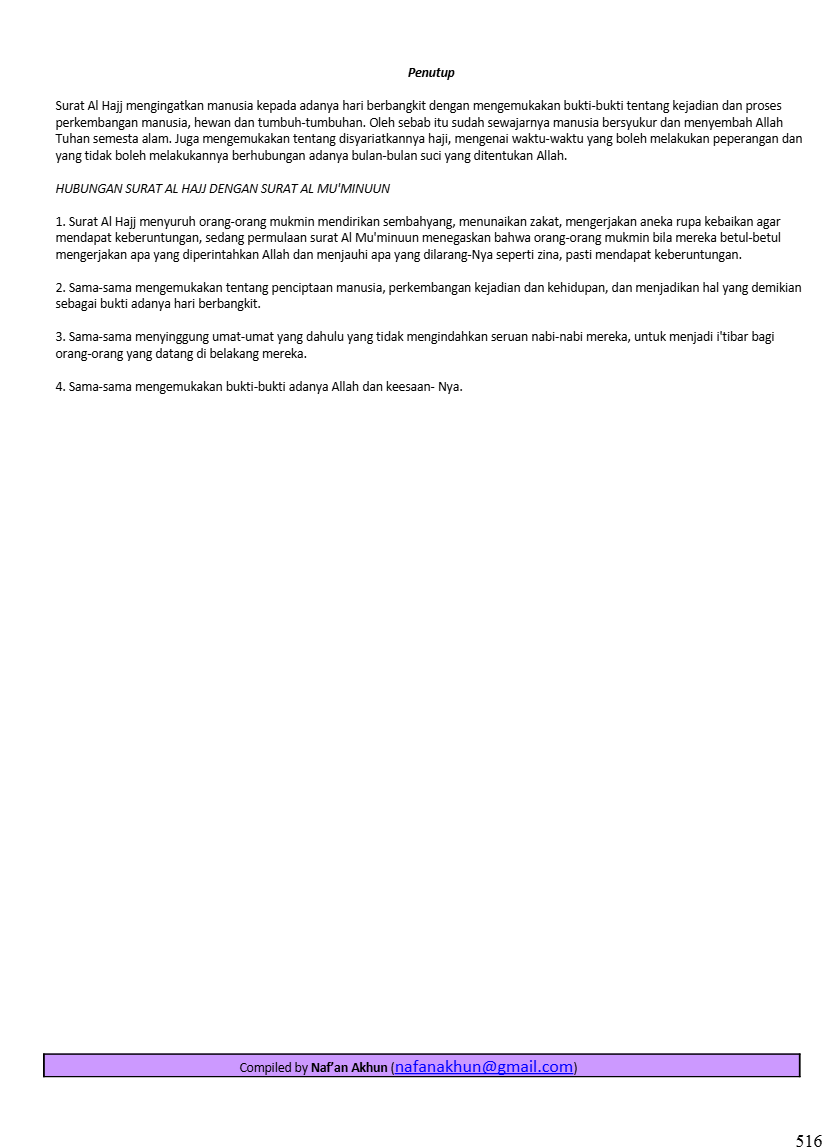 Penutup
Surat Al Hajj mengingatkan manusia kepada adanya hari berbangkit dengan mengemukakan bukti-bukti tentang kejadian dan proses
perkembangan manusia, hewan dan tumbuh-tumbuhan. Oleh sebab itu sudah sewajarnya manusia bersyukur dan menyembah Allah
Tuhan semesta alam. Juga mengemukakan tentang disyariatkannya haji, mengenai waktu-waktu yang boleh melakukan peperangan dan
yang tidak boleh melakukannya berhubungan adanya bulan-bulan suci yang ditentukan Allah.
HUBUNGAN SURAT AL HAJJ DENGAN SURAT AL MU'MINUUN
1. Surat Al Hajj menyuruh orang-orang mukmin mendirikan sembahyang, menunaikan zakat, mengerjakan aneka rupa kebaikan agar
mendapat keberuntungan, sedang permulaan surat Al Mu'minuun menegaskan bahwa orang-orang mukmin bila mereka betul-betul
mengerjakan apa yang diperintahkan Allah dan menjauhi apa yang dilarang-Nya seperti zina, pasti mendapat keberuntungan.
2. Sama-sama mengemukakan tentang penciptaan manusia, perkembangan kejadian dan kehidupan, dan menjadikan hal yang demikian
sebagai bukti adanya hari berbangkit.
3. Sama-sama menyinggung umat-umat yang dahulu yang tidak mengindahkan seruan nabi-nabi mereka, untuk menjadi i'tibar bagi
orang-orang yang datang di belakang mereka.
4. Sama-sama mengemukakan bukti-bukti adanya Allah dan keesaan- Nya.
Compiled by Naf’an Akhun (nafanakhun@gmail.com)
516